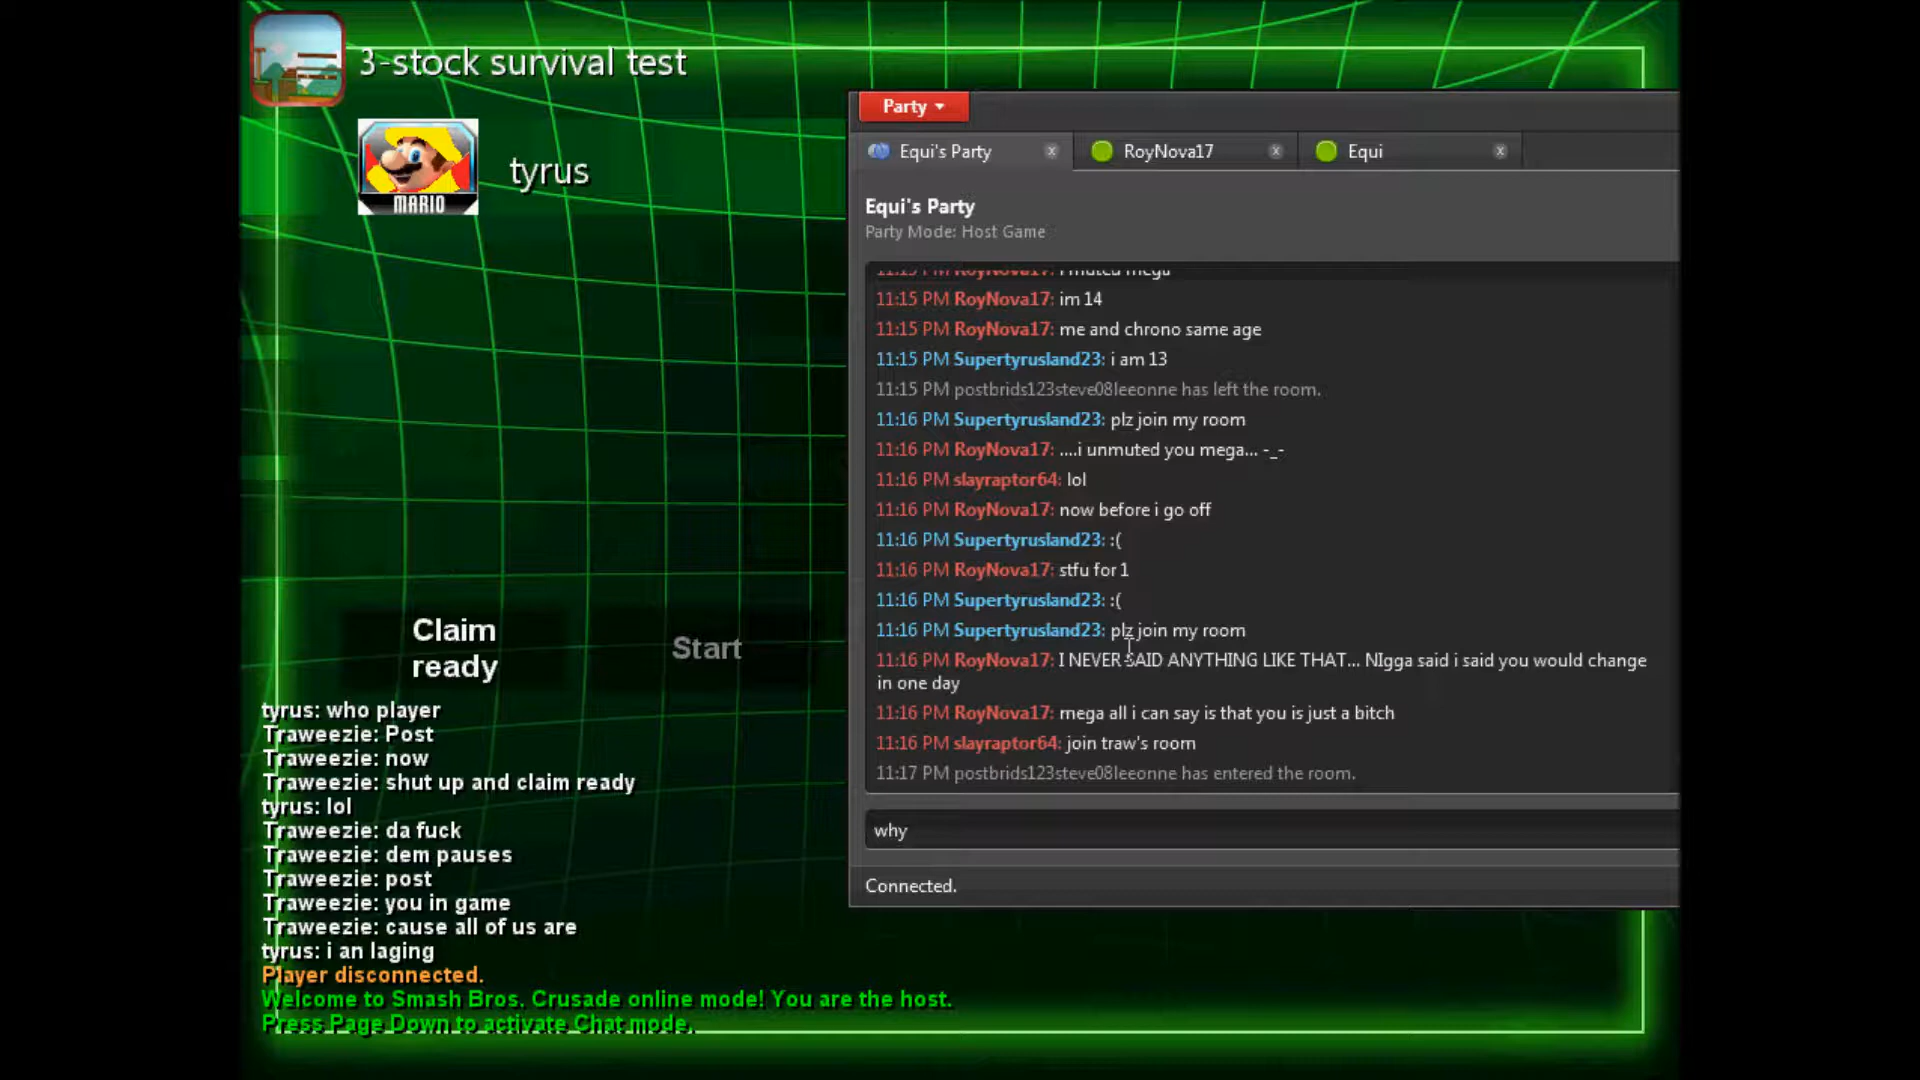 3-stock survival test
MARIO
tyrus
Claim
ready
Start
tyrus: who player
Traweezie: Post
Traweezie: now
Traweezie: shut up and claim ready
tyrus: lol
Traweezie: da fuck
Traweezie: dem pauses
Traweezie: post
Traweezie: you in game
Traweezie: cause all of us are
tyrus: i an laging
Player disconnected.
Welcome to Smash Bros. Crusade online mode! You are the host.
Press Page Down to activate Chat mode.
Party
Equi's Party x RoyNova17 x Equi x
Equi's Party
Party Mode: Host Game
11:15 PM RoyNova17: I muted mega
11:15 PM RoyNova17: im 14
11:15 PM RoyNova17: me and chrono same age
11:15 PM Supertyrusland23: i am 13
11:15 PM postbrids123steve08leeonne has left the room.
11:16 PM Supertyrusland23: plz join my room
11:16 PM RoyNova17: ....i unmuted you mega... -_-
11:16 PM slayraptor64: lol
11:16 PM RoyNova17: now before i go off
11:16 PM Supertyrusland23: :(
11:16 PM RoyNova17: stfu for 1
11:16 PM Supertyrusland23: :(
11:16 PM Supertyrusland23: plz join my room
11:16 PM RoyNova17: I NEVER SAID ANYTHING LIKE THAT... NIgga said i said you would change
in one day
11:16 PM RoyNova17: mega all i can say is that you is just a bitch
11:16 PM slayraptor64: join traw's room
11:17 PM postbrids123steve08leeonne has entered the room.
why
Connected.